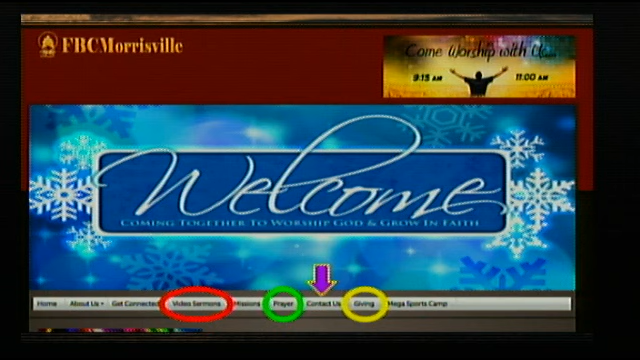 FBCMorrisville
Come Worship with Us...
9:15 AM
11:00 AM
Welcome
COMING TOGETHER TO WORSHIP GOD & GROW IN FAITH
Home About Us Get Connected Video Sermons Missions Prayer Contact Us Giving Mega Sports Camp